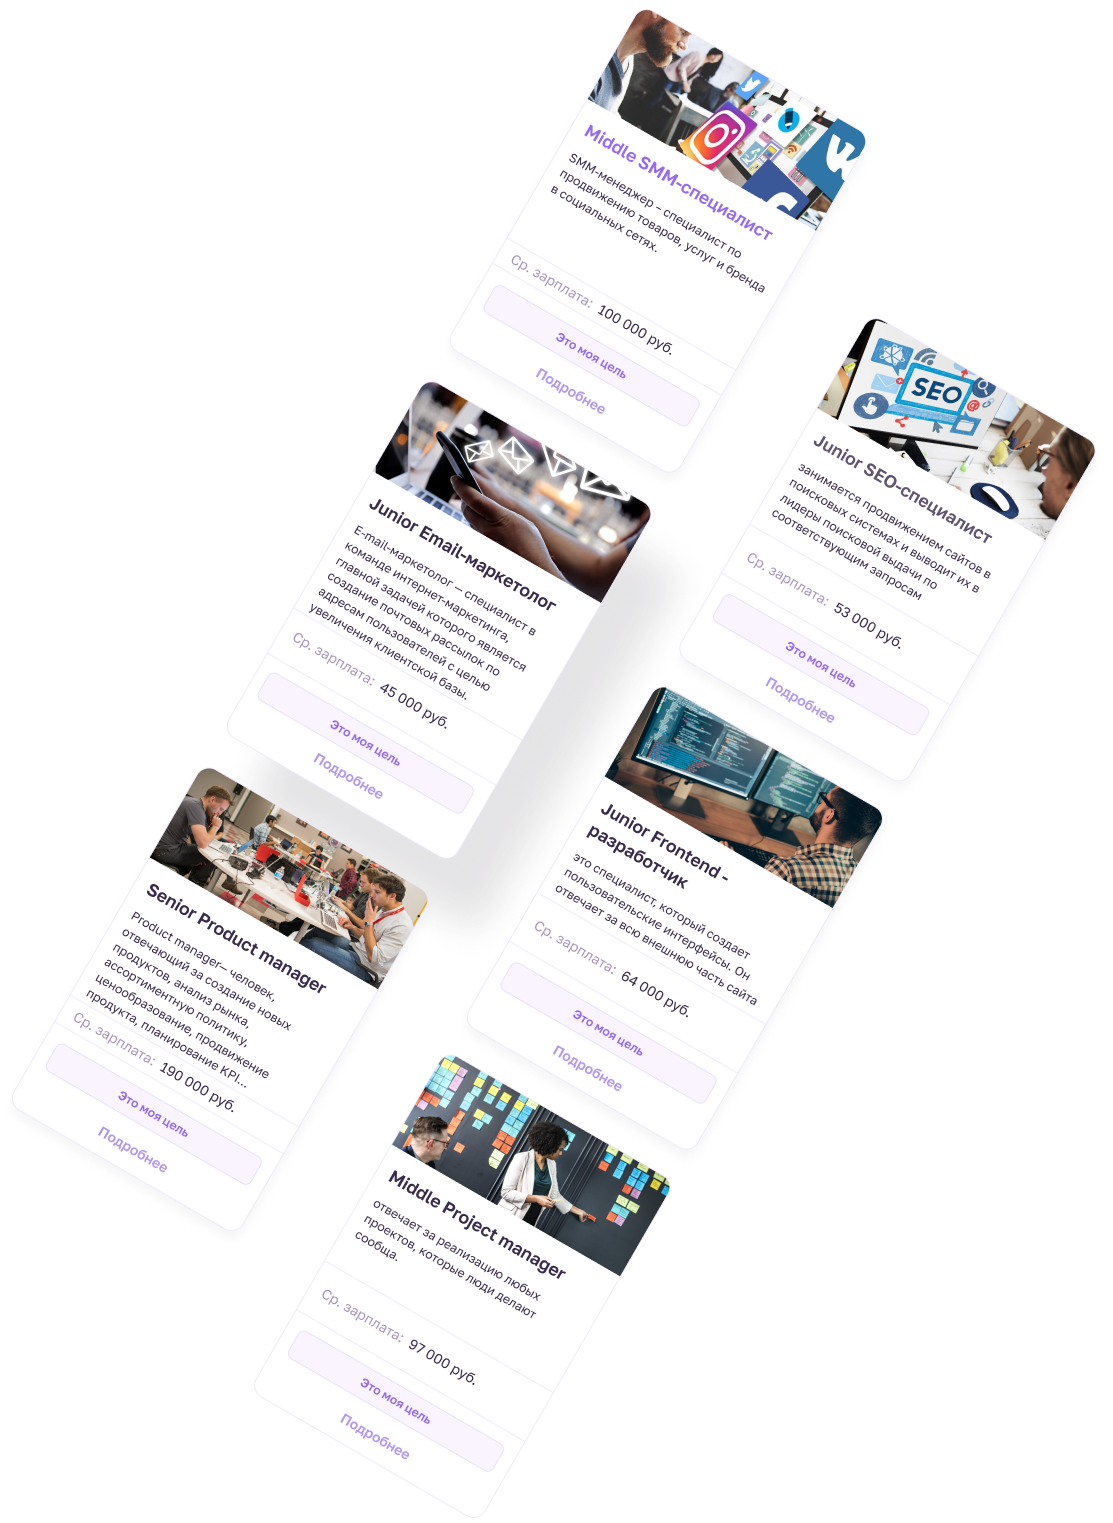 Middle SMM-специалист
SMM-менеджер – специалист по
продвижению товаров, услуг и бренда
в социальных сетях.
Ср. зарплата: 100 000 руб.
Это моя цель
Подробнее
SEO
Junior SEO-специалист
занимается продвижением сайтов в
поисковых системах и выводит их в
лидеры поисковой выдачи по
соответствующим запросам
Ср. зарплата: 53 000 руб.
Это моя цель
Подробнее
Junior Email-маркетолог
E-mail-маркетолог — специалист в
команде интернет-маркетинга,
главной задачей которого является
создание почтовых рассылок по
адресам пользователей с целью
увеличения клиентской базы.
Ср. зарплата: 45 000 руб.
Это моя цель
Подробнее
Junior Frontend -
разработчик
это специалист, который создает
пользовательские интерфейсы. Он
отвечает за всю внешнюю часть сайта
Ср. зарплата: 64 000 руб.
Это моя цель
Подробнее
Senior Product manager
Product manager— человек,
отвечающий за создание новых
продуктов, анализ рынка,
ассортиментную политику,
ценообразование, продвижение
продукта, планирование KPI...
Ср. зарплата: 190 000 руб.
Это моя цель
Подробнее
Middle Project manager
отвечает за реализацию любых
проектов, которые люди делают
сообща.
Ср. зарплата: 97 000 руб.
Это моя цель
Подробнее